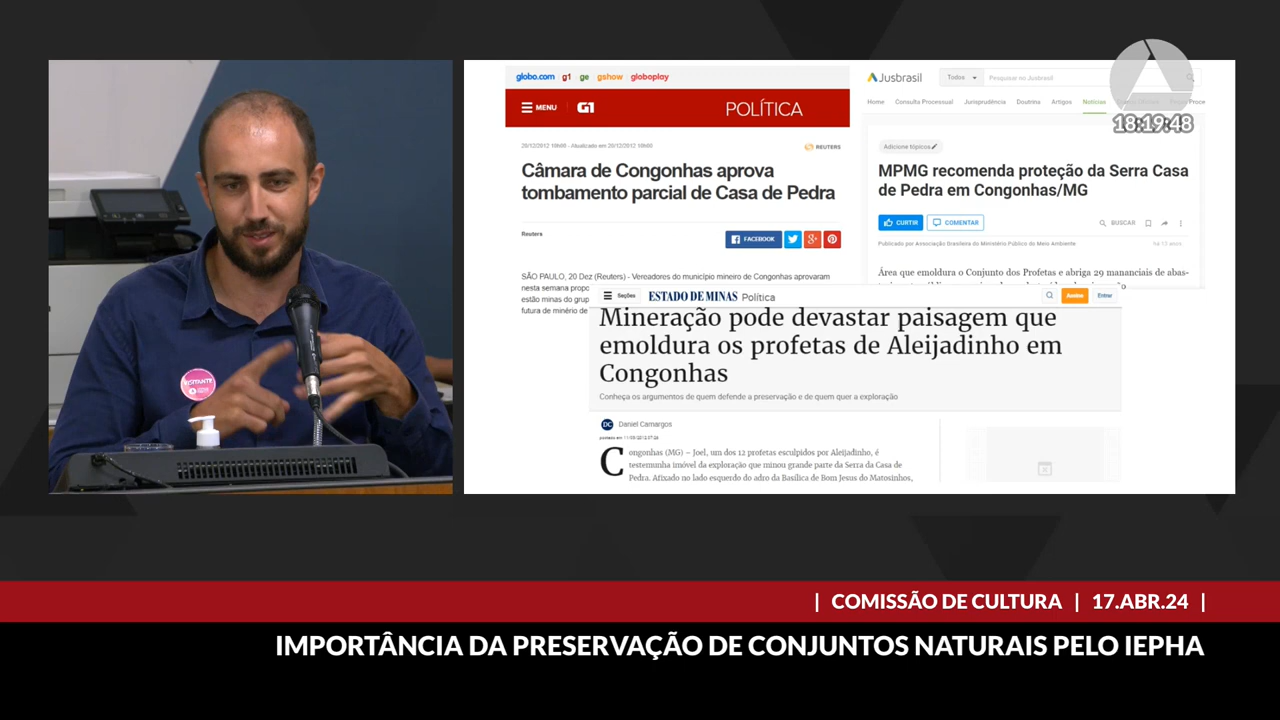 globo.com g1 ge gshow globoplay
MENU G1 POLÍTICA
REUTERS
Câmara de Congonhas aprova
tombamento parcial de Casa de Pedra
Reuters
FACEBOOK
SÃO PAULO, 20 Dez (Reuters) - Vereadores do município mineiro de Congonhas aprovaram
nesta semana propo
estão minas do grup
futura de minério de
Jusbrasil
Todos Pesquisar no Jusbrasil
Home Consulta Processual Jurisprudência Doutrina Artigos Notícias
18:19:48
Adicione tópicos
MPMG recomenda proteção da Serra Casa
de Pedra em Congonhas/MG
CURTIR COMENTAR BUSCAR
Publicado por Associação Brasileira do Ministério Público do Meio Ambiente há 13 anos
Área que emoldura o Conjunto dos Profetas e abriga 29 mananciais de abas-
Seções ESTADO DE MINAS Política Assine Entrar
Mineração pode devastar paisagem que
emoldura os profetas de Aleijadinho em
Congonhas
Conheça os argumentos de quem defende a preservação e de quem quer a exploração
DC Daniel Camargos
Congonhas (MG) – Joel, um dos 12 profetas esculpidos por Aleijadinho, é
testemunha imóvel da exploração que minou grande parte da Serra da Casa de
Pedra. Afixado no lado esquerdo do adro da Basílica de Bom Jesus do Matosinhos,
VISITANTE
| COMISSÃO DE CULTURA | 17.ABR.24 |
IMPORTÂNCIA DA PRESERVAÇÃO DE CONJUNTOS NATURAIS PELO IEPHA